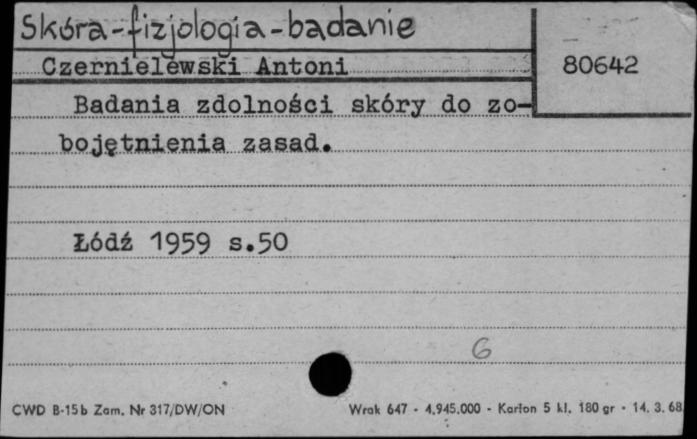 Skóra-fizjologia-badanie
Czernielewski Antoni
80642
Badania zdolności skóry do zo-
bojętnienia zasad.
Łódź 1959 s.50
6
CWD B-15b Zam. Nr 317/DW/ON
Wrak 647 - 4.945.000 - Karton 5 kl. 180 gr - 14. 3. 68